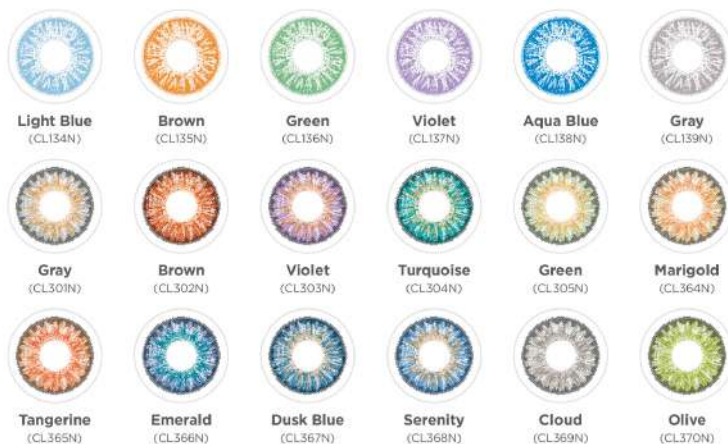 Light Blue Brown Green Violet Aqua Blue Gray
(CL134N) (CL135N) (CL136N) (CL137N) (CL138N) (CL139N)
Gray Brown Violet Turquoise Green Marigold
(CL301N) (CL302N) (CL303N) (CL304N) (CL305N) (CL364N)
Tangerine Emerald Dusk Blue Serenity Cloud Olive
(CL365N) (CL366N) (CL367N) (CL368N) (CL369N) (CL370N)